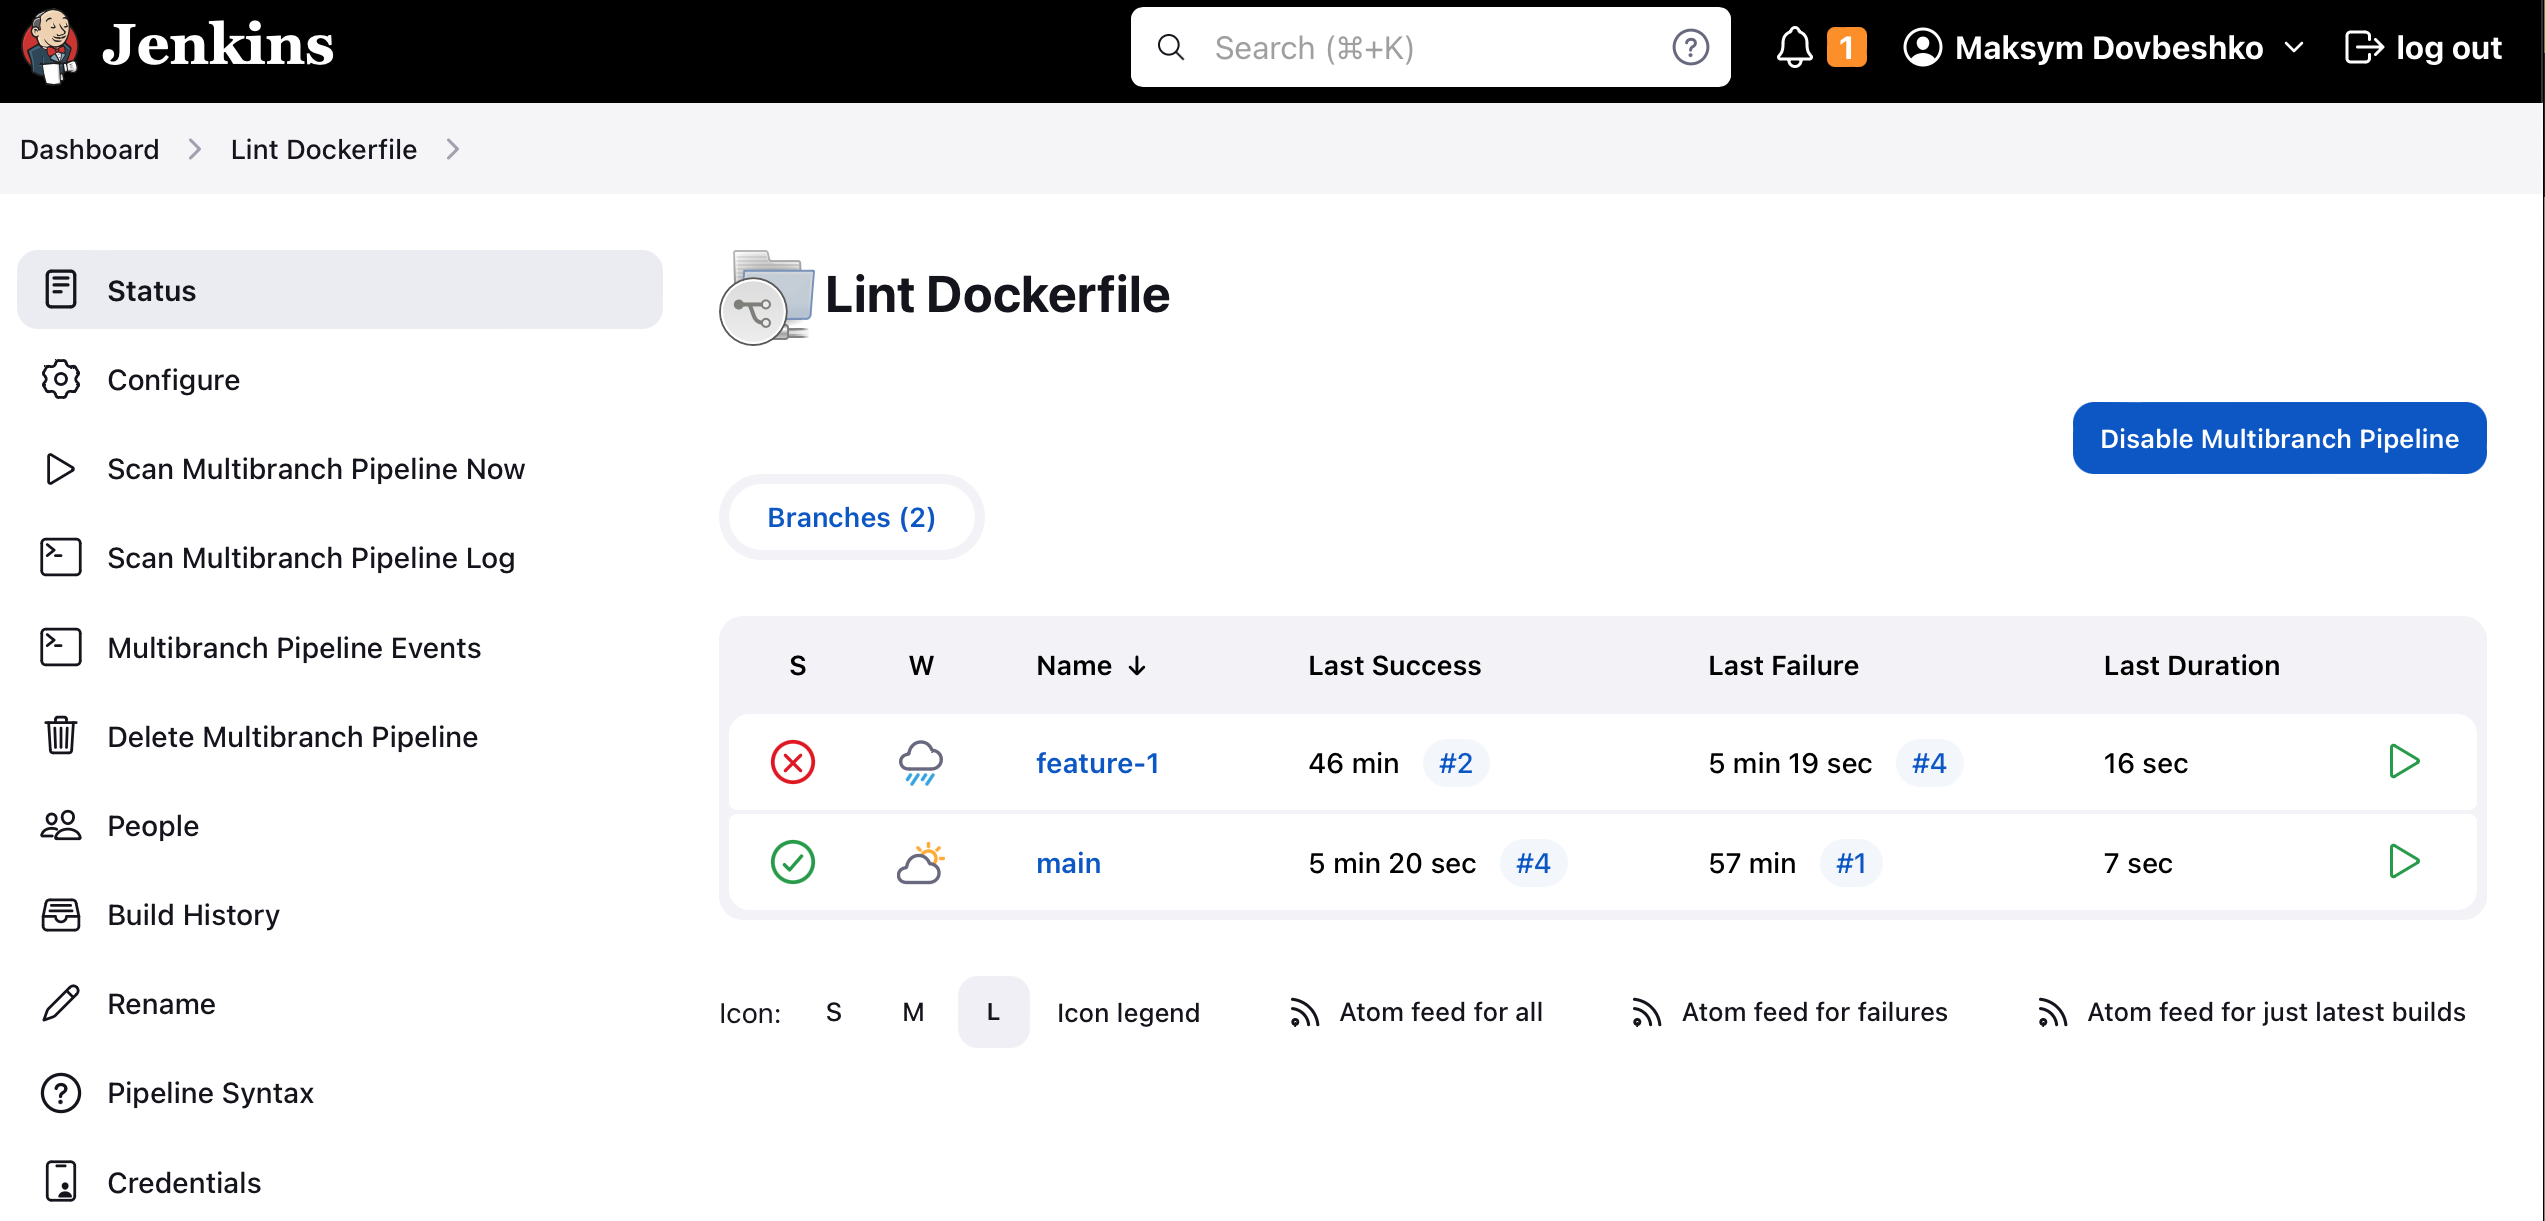 Jenkins
Search (⌘+K)
1
Maksym Dovbeshko
log out
Dashboard
Lint Dockerfile
Status
Configure
Scan Multibranch Pipeline Now
Scan Multibranch Pipeline Log
Multibranch Pipeline Events
Delete Multibranch Pipeline
People
Build History
Rename
Pipeline Syntax
Credentials
Lint Dockerfile
Disable Multibranch Pipeline
Branches (2)
S W Name ↓ Last Success Last Failure Last Duration
feature-1 46 min #2 5 min 19 sec #4 16 sec
main 5 min 20 sec #4 57 min #1 7 sec
Icon: S M L Icon legend Atom feed for all Atom feed for failures Atom feed for just latest builds